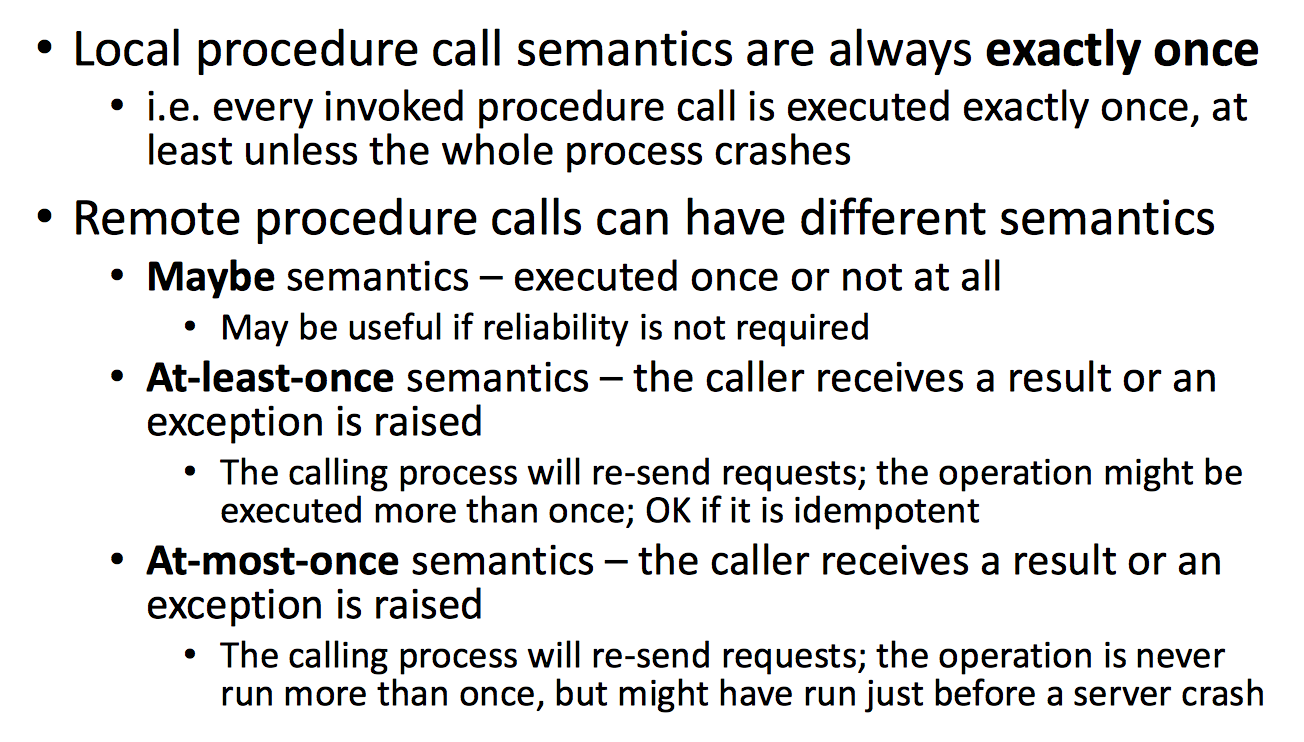 • Local procedure call semantics are always exactly once
• i.e. every invoked procedure call is executed exactly once, at
least unless the whole process crashes
• Remote procedure calls can have different semantics
• Maybe semantics – executed once or not at all
• May be useful if reliability is not required
• At-least-once semantics – the caller receives a result or an
exception is raised
• The calling process will re-send requests; the operation might be
executed more than once; OK if it is idempotent
• At-most-once semantics – the caller receives a result or an
exception is raised
• The calling process will re-send requests; the operation is never
run more than once, but might have run just before a server crash